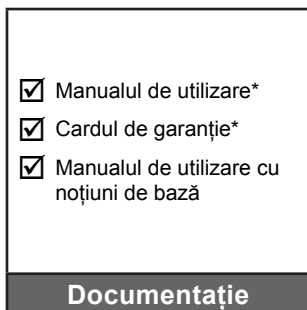 Manualul de utilizare*
Cardul de garanție*
Manualul de utilizare cu
noțiuni de bază
Documentație